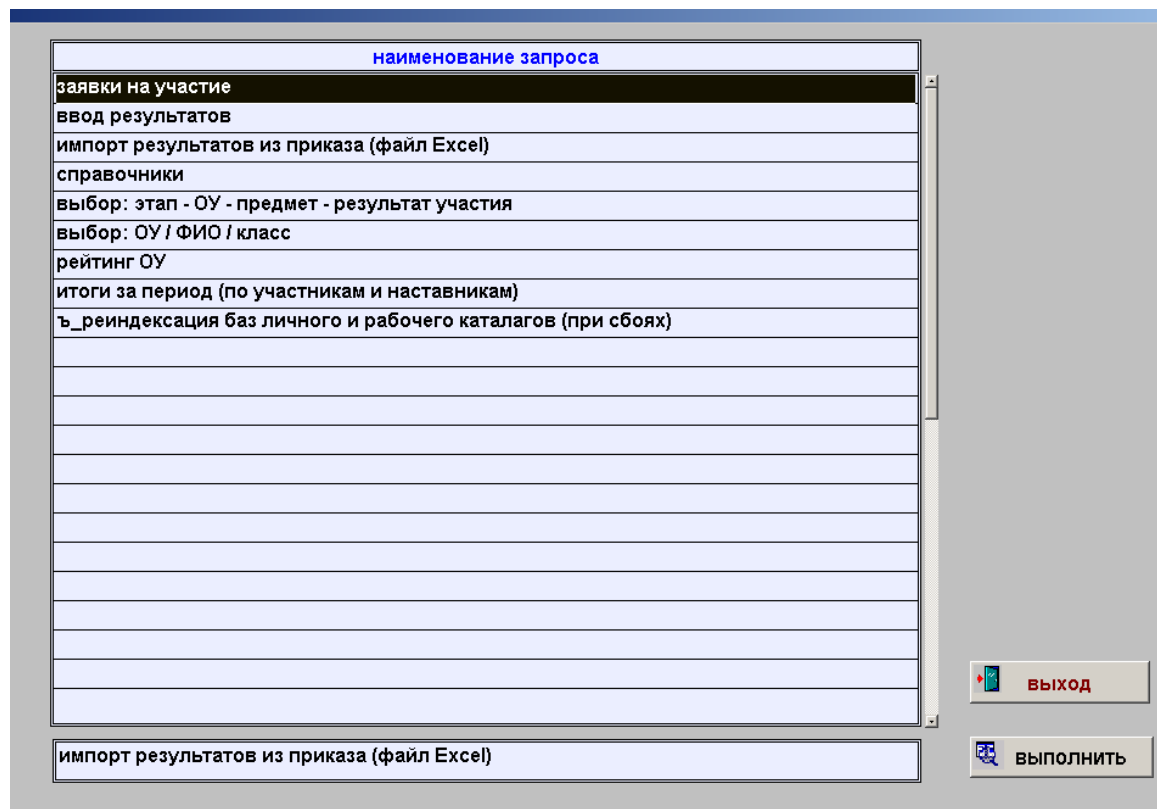 наименование запроса
заявки на участие
ввод результатов
импорт результатов из приказа (файл Excel)
справочники
выбор: этап - ОУ - предмет - результат участия
выбор: ОУ / ФИО / класс
рейтинг ОУ
итоги за период (по участникам и наставникам)
ъ_реиндексация баз личного и рабочего каталагов (при сбоях)
выход
импорт результатов из приказа (файл Excel)
выполнить